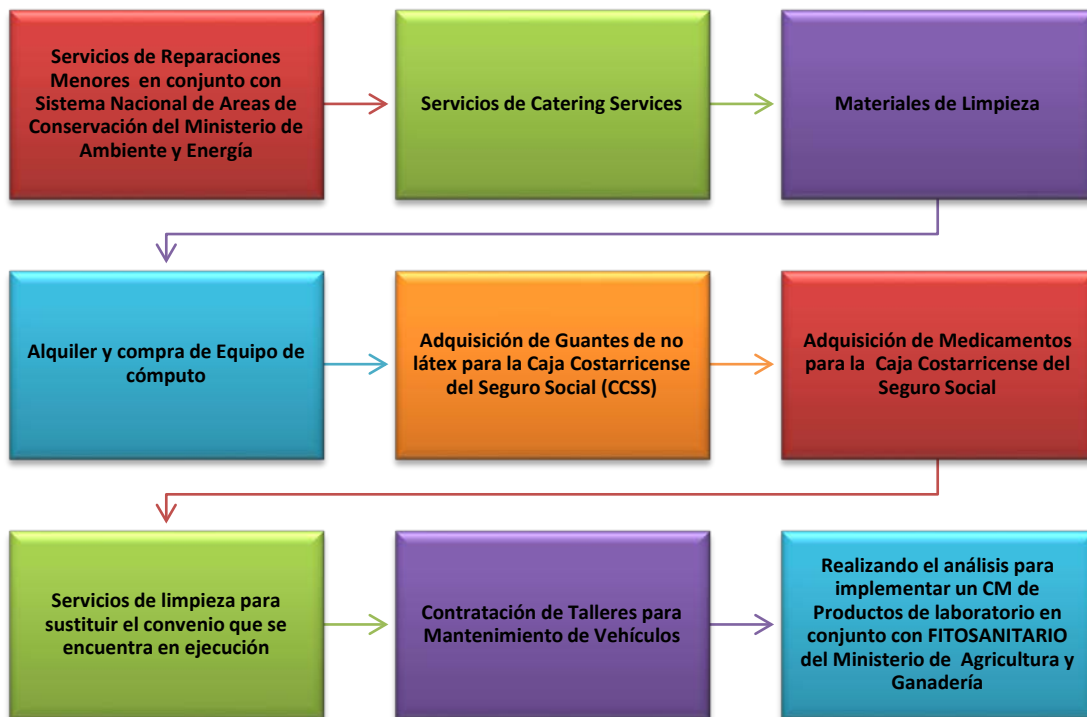 Servicios de Reparaciones
Menores en conjunto con
Sistema Nacional de Areas de
Conservación del Ministerio de
Ambiente y Energía
Servicios de Catering Services
Materiales de Limpieza
Alquiler y compra de Equipo de
cómputo
Adquisición de Guantes de no
látex para la Caja Costarricense
del Seguro Social (CCSS)
Adquisición de Medicamentos
para la Caja Costarricense del
Seguro Social
Servicios de limpieza para
sustituir el convenio que se
encuentra en ejecución
Contratación de Talleres para
Mantenimiento de Vehículos
Realizando el análisis para
implementar un CM de
Productos de laboratorio en
conjunto con FITOSANITARIO
del Ministerio de Agricultura y
Ganadería